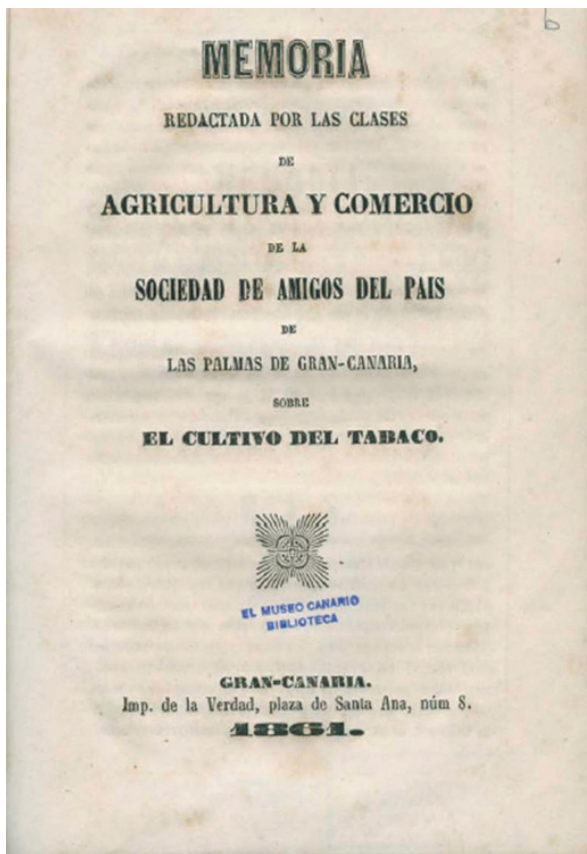 6
MEMORIA
REDACTADA POR LAS CLASES
DE
AGRICULTURA Y COMERCIO
DE LA
SOCIEDAD DE AMIGOS DEL PAIS
DE
LAS PALMAS DE GRAN-CANARIA,
SOBRE
EL CULTIVO DEL TABACO.
EL MUSEO CANARIO
BIBLIOTECA
GRAN-CANARIA.
Imp. de la Verdad, plaza de Santa Ana, núm 8.
1861.